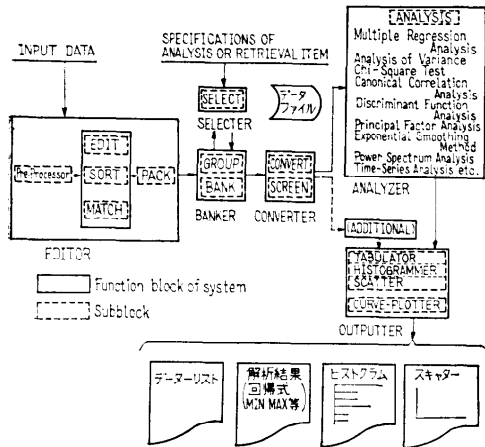 INPUT DATA
SPECIFICATIONS OF
ANALYSIS OR RETRIEVAL ITEM
SELECT
SELECTER
データ
ファイル
ANALYSIS
Multiple Regression
Analysis
Analysis of Variance
Chi-Square Test
Canonical Correlation
Analysis
Discriminant Function
Analysis
Principal Factor Analysis
Exponential Smoothing
Method
Power Spectrum Analysis
Time-Series Analysis etc.
ANALYZER
Pre-Processor
EDIT
SORT
MATCH
PACK
EDITOR
GROUP
BANK
BANKER
CONVERT
SCREEN
CONVERTER
(ADDITIONAL)
TABULATOR
HISTOGRAMMER
SCATTER
CURVE-PLOTTER
OUTPUTTER
Function block of system
Subblock
データーリスト
解析結果
(回帰式
MIN MAX等)
ヒストグラム
スキャター